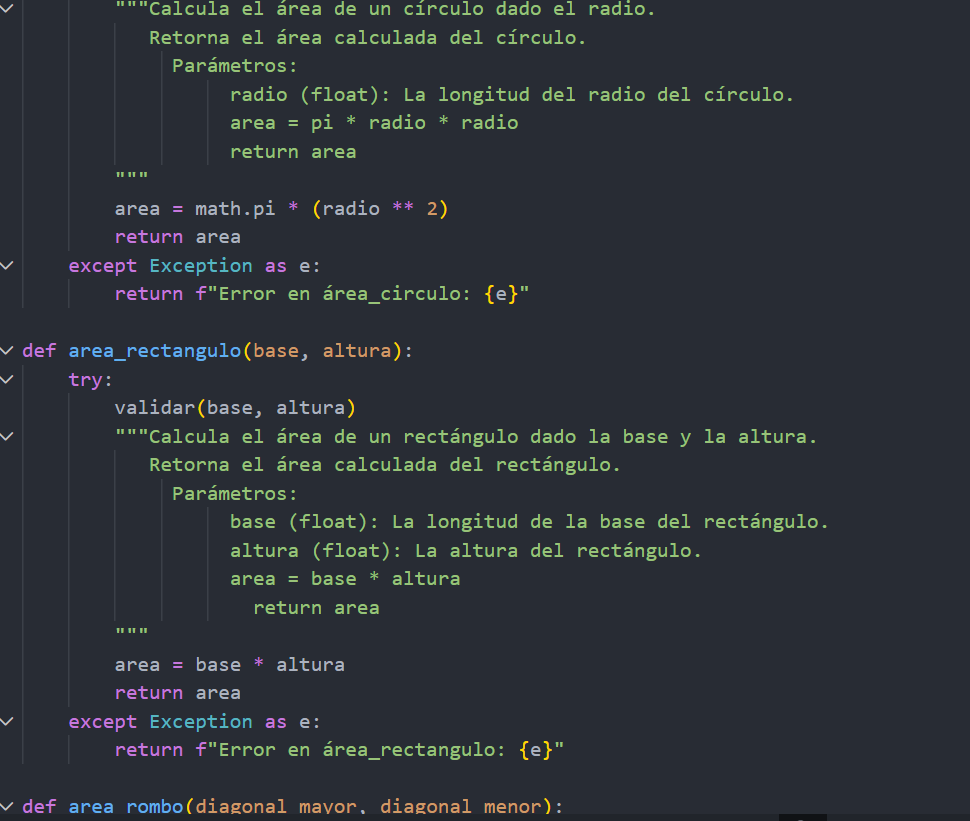 """Calcula el área de un círculo dado el radio.
Retorna el área calculada del círculo.
Parámetros:
radio (float): La longitud del radio del círculo.
area = pi * radio * radio
return area
"""
area = math.pi * (radio ** 2)
return area
except Exception as e:
return f"Error en área_circulo: {e}"
def area_rectangulo(base, altura):
try:
validar(base, altura)
"""Calcula el área de un rectángulo dado la base y la altura.
Retorna el área calculada del rectángulo.
Parámetros:
base (float): La longitud de la base del rectángulo.
altura (float): La altura del rectángulo.
area = base * altura
return area
"""
area = base * altura
return area
except Exception as e:
return f"Error en área_rectangulo: {e}"
def area_rombo(diagonal_mayor, diagonal_menor):